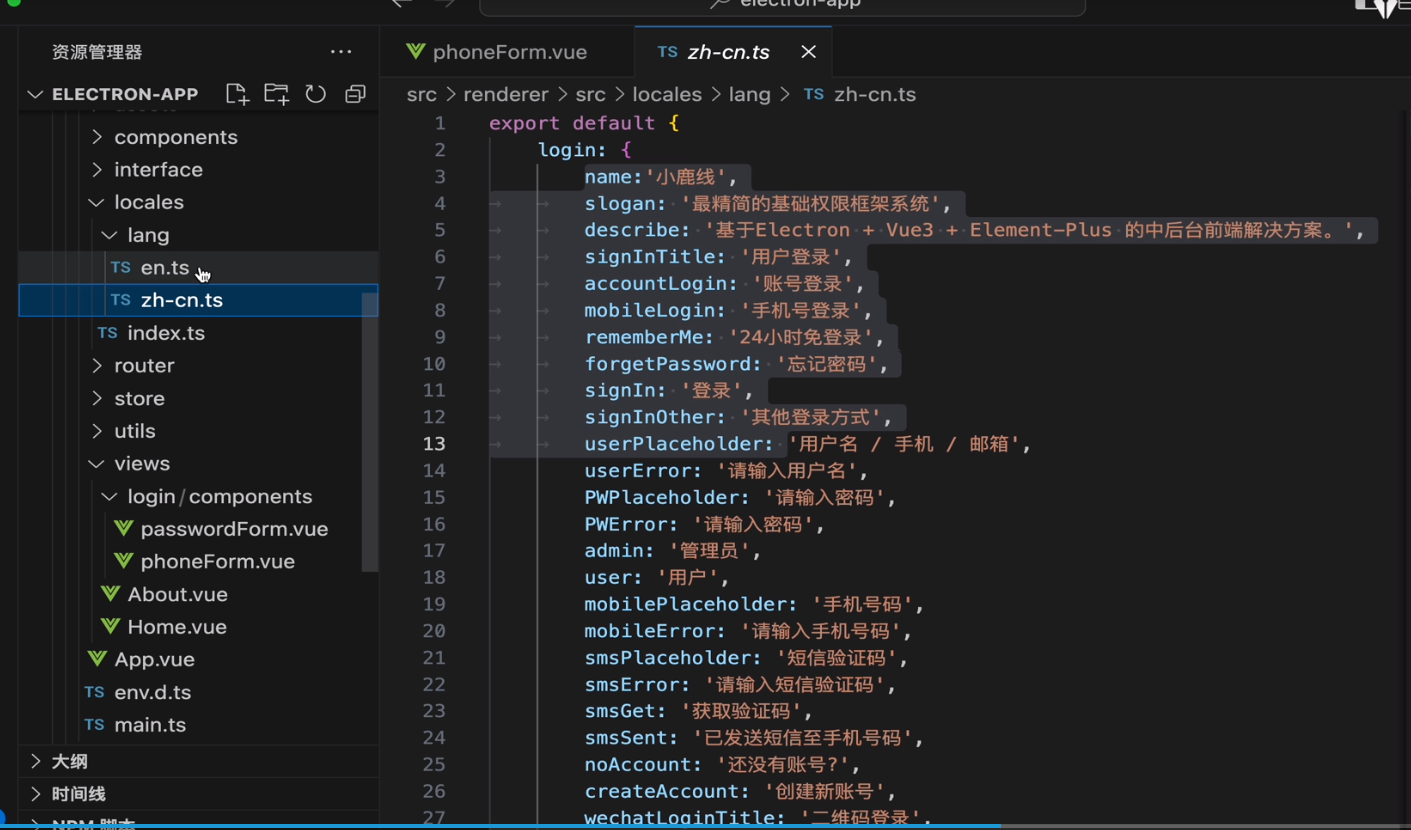 electron-app
资源管理器
ELECTRON-APP
components
interface
locales
lang
TS en.ts
TS zh-cn.ts
TS index.ts
router
store
utils
views
login/components
passwordForm.vue
phoneForm.vue
About.vue
Home.vue
App.vue
TS env.d.ts
TS main.ts
大纲
时间线
NPM 脚本
phoneForm.vue
TS zh-cn.ts
src > renderer > src > locales > lang > TS zh-cn.ts
1 export default {
2 login: {
3 name:'小鹿线',
4 slogan: '最精简的基础权限框架系统',
5 describe: '基于Electron + Vue3 + Element-Plus 的中后台前端解决方案。',
6 signInTitle: '用户登录',
7 accountLogin: '账号登录',
8 mobileLogin: '手机号登录',
9 rememberMe: '24小时免登录',
10 forgetPassword: '忘记密码',
11 signIn: '登录',
12 signInOther: '其他登录方式',
13 userPlaceholder: '用户名 / 手机 / 邮箱',
14 userError: '请输入用户名',
15 PWPlaceholder: '请输入密码',
16 PWError: '请输入密码',
17 admin: '管理员',
18 user: '用户',
19 mobilePlaceholder: '手机号码',
20 mobileError: '请输入手机号码',
21 smsPlaceholder: '短信验证码',
22 smsError: '请输入短信验证码',
23 smsGet: '获取验证码',
24 smsSent: '已发送短信至手机号码',
25 noAccount: '还没有账号?',
26 createAccount: '创建新账号',
27 wechatLoginTitle: '二维码登录',